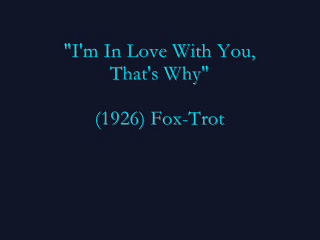 "I'm In Love With You,
That's Why"
(1926) Fox-Trot